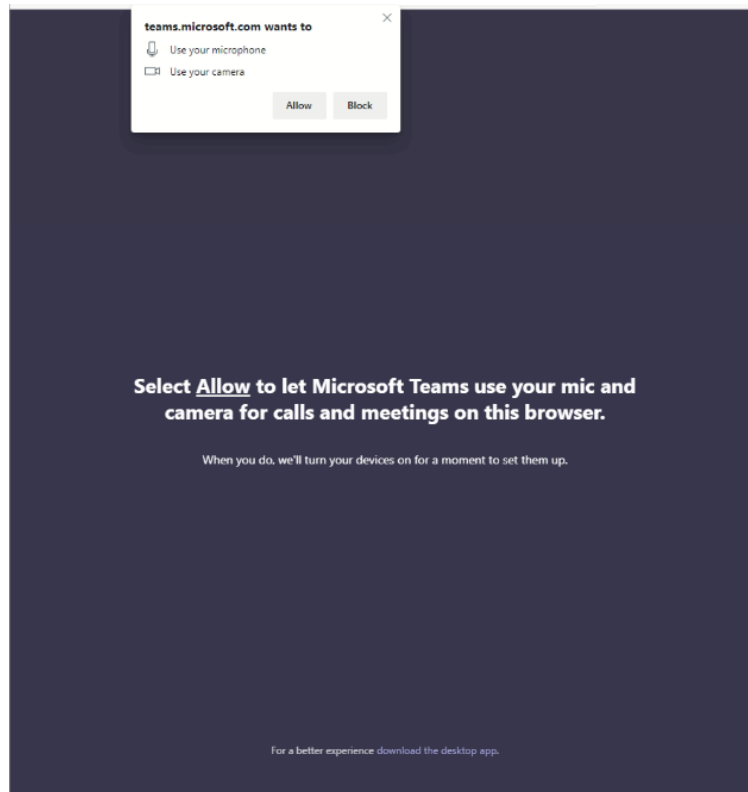 teams.microsoft.com wants to
Use your microphone
Use your camera
Allow Block
Select Allow to let Microsoft Teams use your mic and
camera for calls and meetings on this browser.
When you do, we'll turn your devices on for a moment to set them up.
For a better experience download the desktop app.